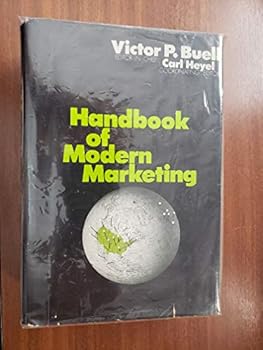 Victor P. Buell
EDITOR IN CHIEF
Carl Heyel
COORDINATING EDITOR
Handbook
of
Modern
Marketing